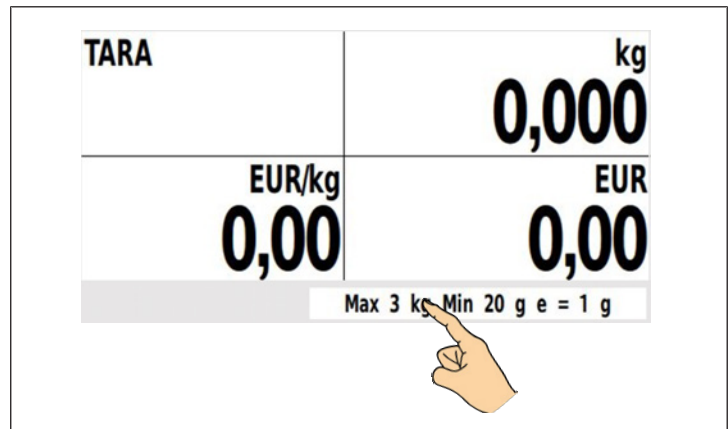 TARA kg
0,000
EUR/kg EUR
0,00 0,00
Max 3 kg Min 20 g e = 1 g